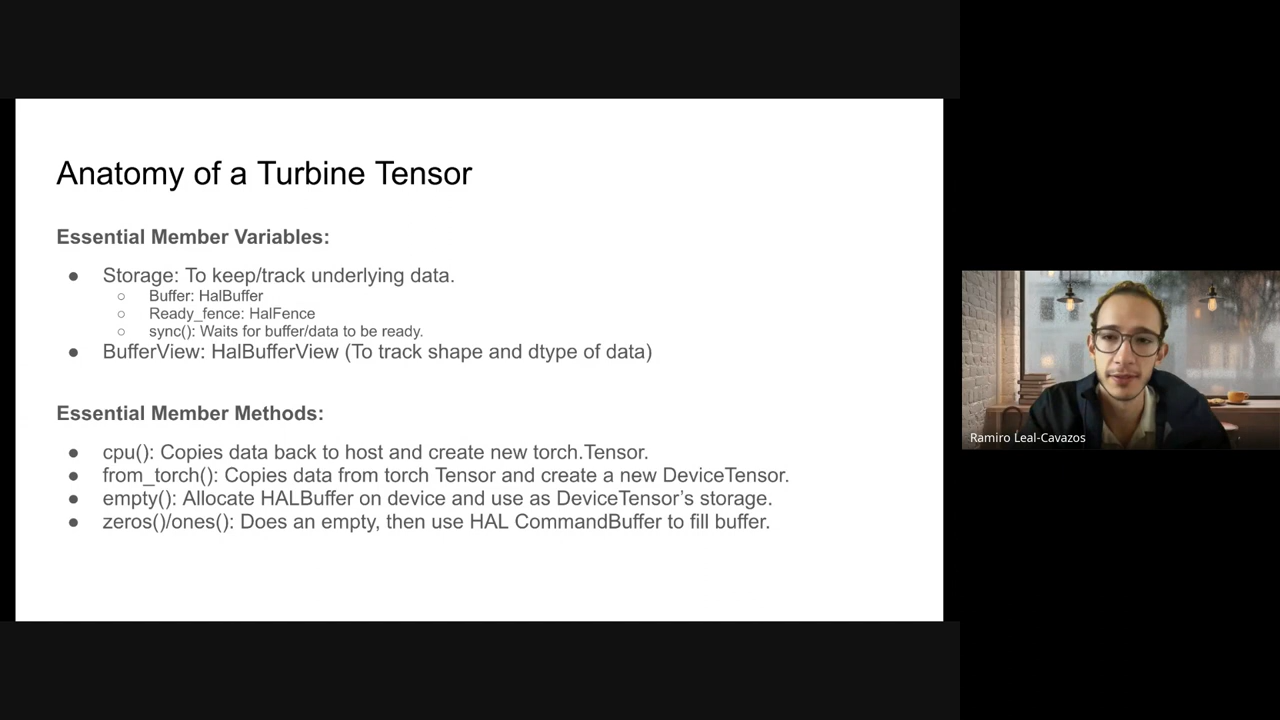 Anatomy of a Turbine Tensor
Essential Member Variables:
● Storage: To keep/track underlying data.
○ Buffer: HalBuffer
○ Ready_fence: HalFence
○ sync(): Waits for buffer/data to be ready.
● BufferView: HalBufferView (To track shape and dtype of data)
Essential Member Methods:
● cpu(): Copies data back to host and create new torch.Tensor.
● from_torch(): Copies data from torch Tensor and create a new DeviceTensor.
● empty(): Allocate HALBuffer on device and use as DeviceTensor’s storage.
● zeros()/ones(): Does an empty, then use HAL CommandBuffer to fill buffer.
Ramiro Leal-Cavazos